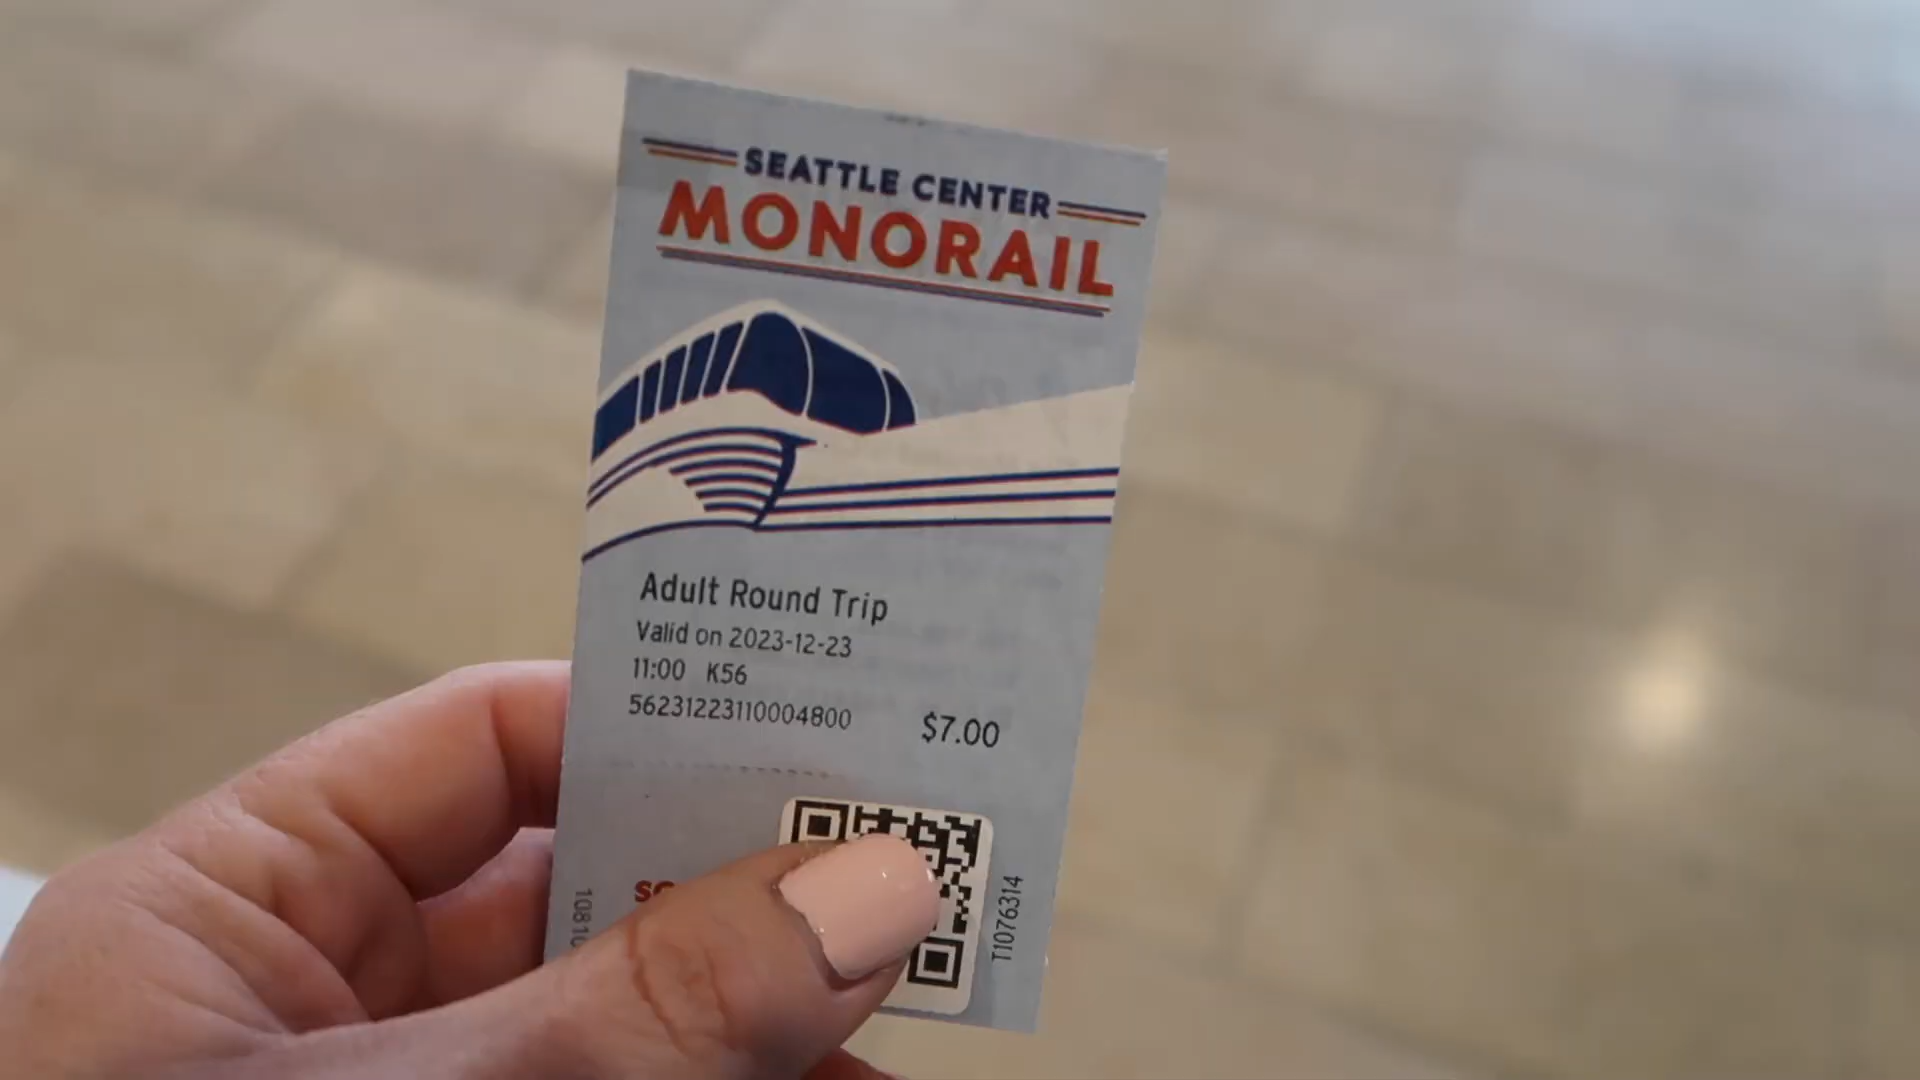 SEATTLE CENTER
MONORAIL
Adult Round Trip
Valid on 2023-12-23
11:00 K56
56231223110004800
$7.00
T1076314